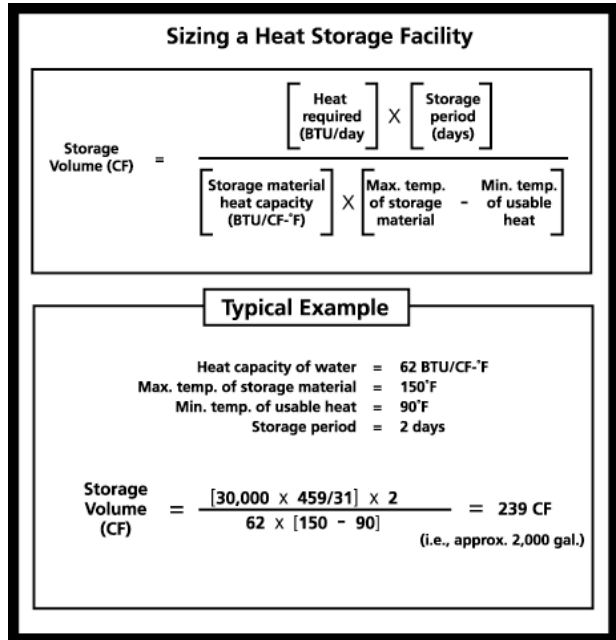 Sizing a Heat Storage Facility
Heat
required
(BTU/day
X
Storage
period
(days)
Storage
Volume (CF)
=
Storage material
heat capacity
(BTU/CF-°F)
X
Max. temp.
of storage
material
-
Min. temp.
of usable
heat
Typical Example
Heat capacity of water = 62 BTU/CF-°F
Max. temp. of storage material = 150°F
Min. temp. of usable heat = 90°F
Storage period = 2 days
Storage
Volume
(CF)
=
[30,000 X 459/31] X 2
62 X [150 - 90]
= 239 CF
(i.e., approx. 2,000 gal.)